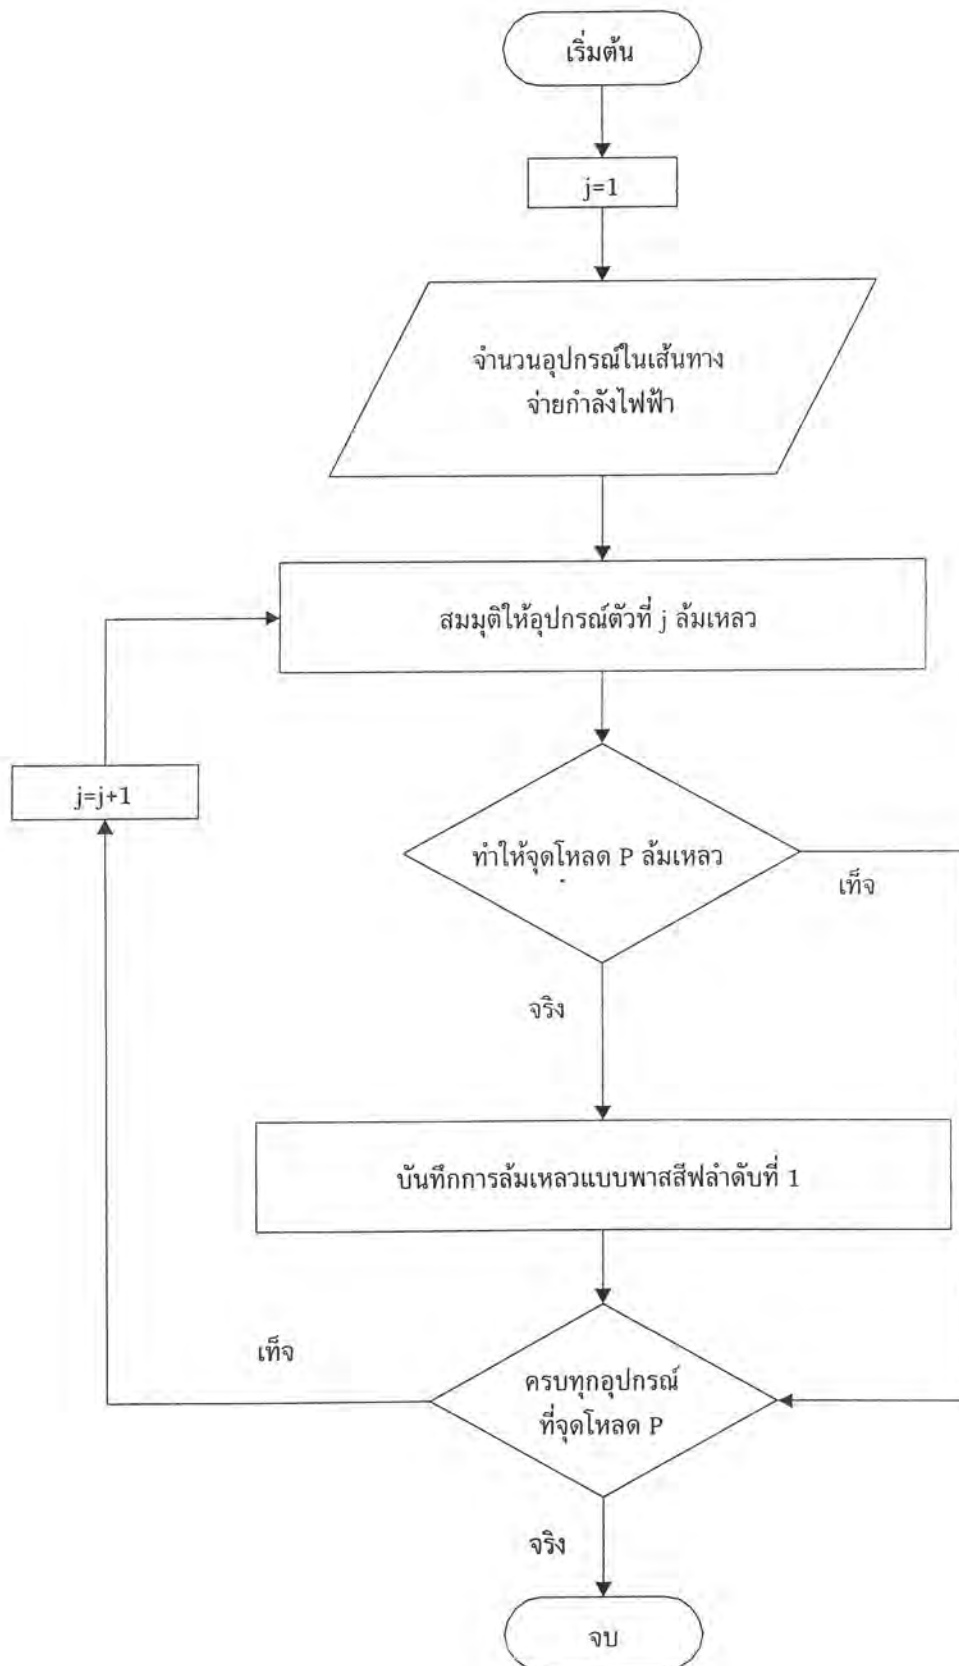 เริ่มต้น
j=1
จำนวนอุปกรณ์ในเส้นทาง
จ่ายกำลังไฟฟ้า
สมมุติให้อุปกรณ์ตัวที่ j ล้มเหลว
j=j+1
ทำให้จุดโหลด P ล้มเหลว
เท็จ
จริง
บันทึกการล้มเหลวแบบพาสสีฟลำดับที่ 1
เท็จ
ครบทุกอุปกรณ์
ที่จุดโหลด P
จริง
จบ